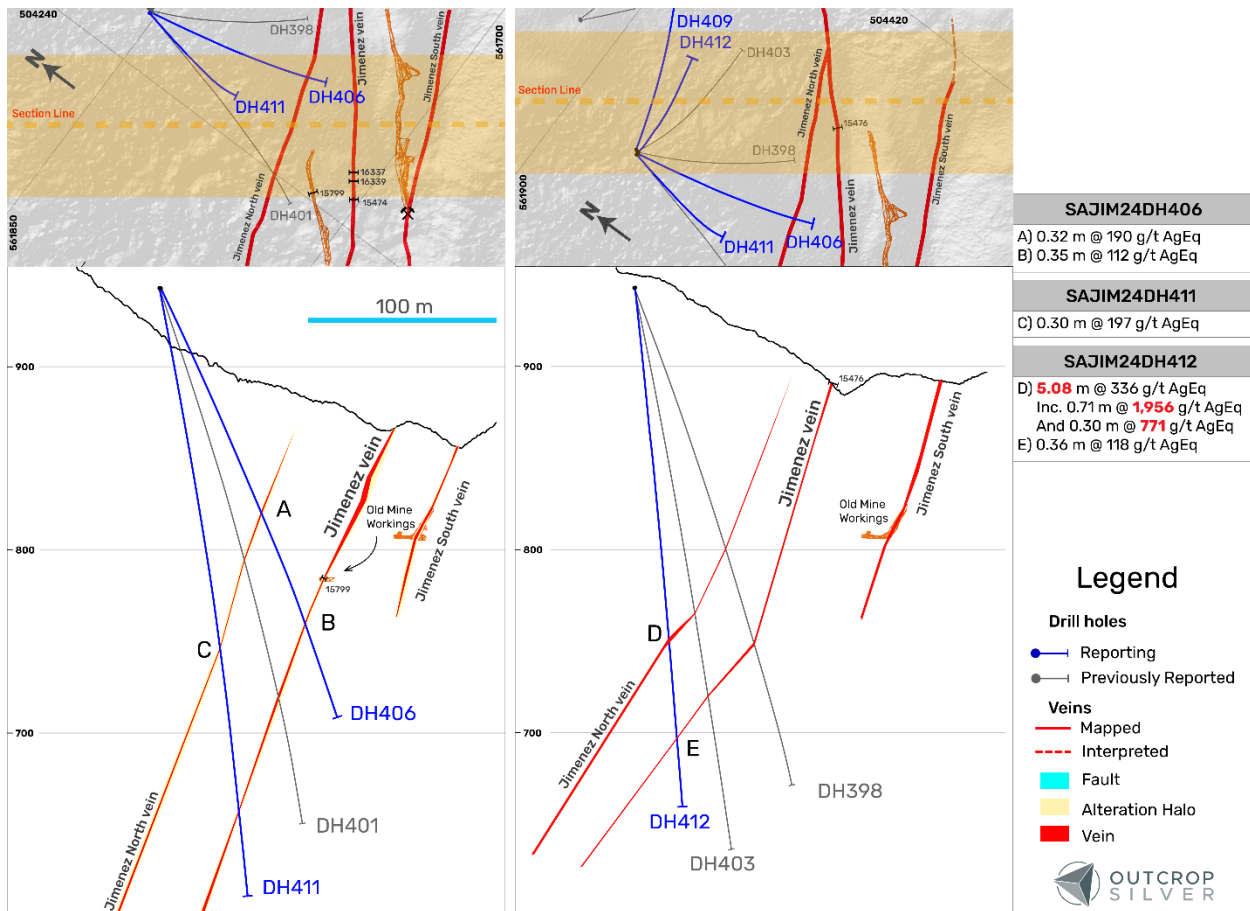 504240
DH398
Jimenez vein
561700
N
Jimenez South vein
DH411
DH406
Section Line
16337
16339
15799
15474
DH401
Jimenez North vein
561850
DH409
DH412
504420
DH403
Jimenez North vein
Section Line
15476
DH398
561900
N
DH411
DH406
Jimenez vein
Jimenez South vein
100 m
900
800
700
A
B
C
Jimenez vein
Old Mine
Workings
15799
Jimenez South vein
DH406
DH401
DH411
Jimenez North vein
900
800
700
15476
Jimenez vein
Jimenez South vein
Old Mine
Workings
D
E
Jimenez North vein
DH398
DH412
DH403
SAJIM24DH406
A) 0.32 m @ 190 g/t AgEq
B) 0.35 m @ 112 g/t AgEq
SAJIM24DH411
C) 0.30 m @ 197 g/t AgEq
SAJIM24DH412
D) 5.08 m @ 336 g/t AgEq
Inc. 0.71 m @ 1,956 g/t AgEq
And 0.30 m @ 771 g/t AgEq
E) 0.36 m @ 118 g/t AgEq
Legend
Drill holes
Reporting
Previously Reported
Veins
Mapped
Interpreted
Fault
Alteration Halo
Vein
OUTCROP
SILVER